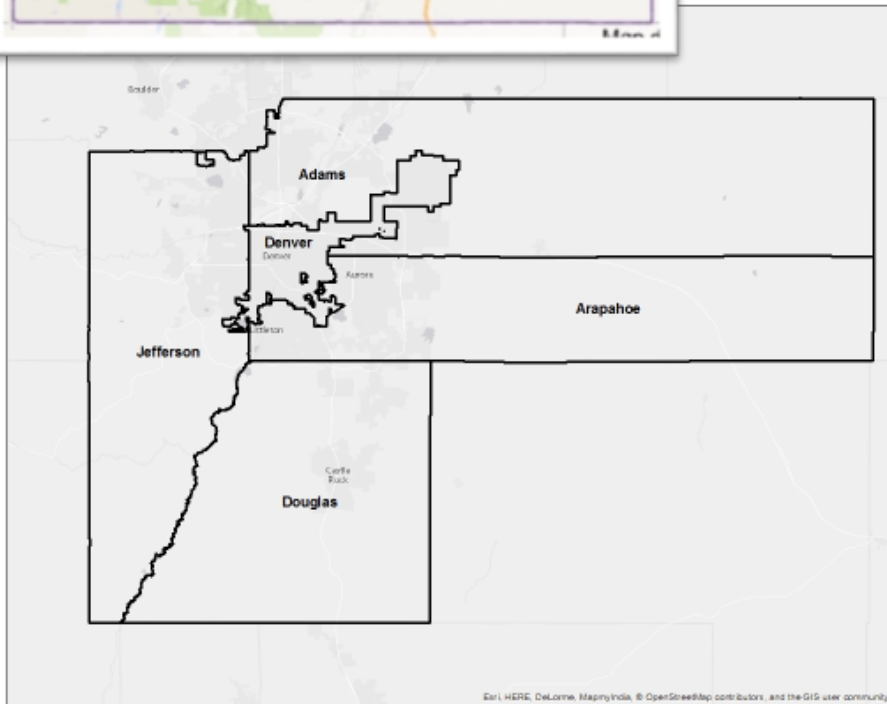 Boulder
Adams
Denver
Denver
Aurora
Arapahoe
Littleton
Jefferson
Castle
Rock
Douglas
Esri, HERE, DeLorme, MapmyIndia, © OpenStreetMap contributors, and the GIS user community